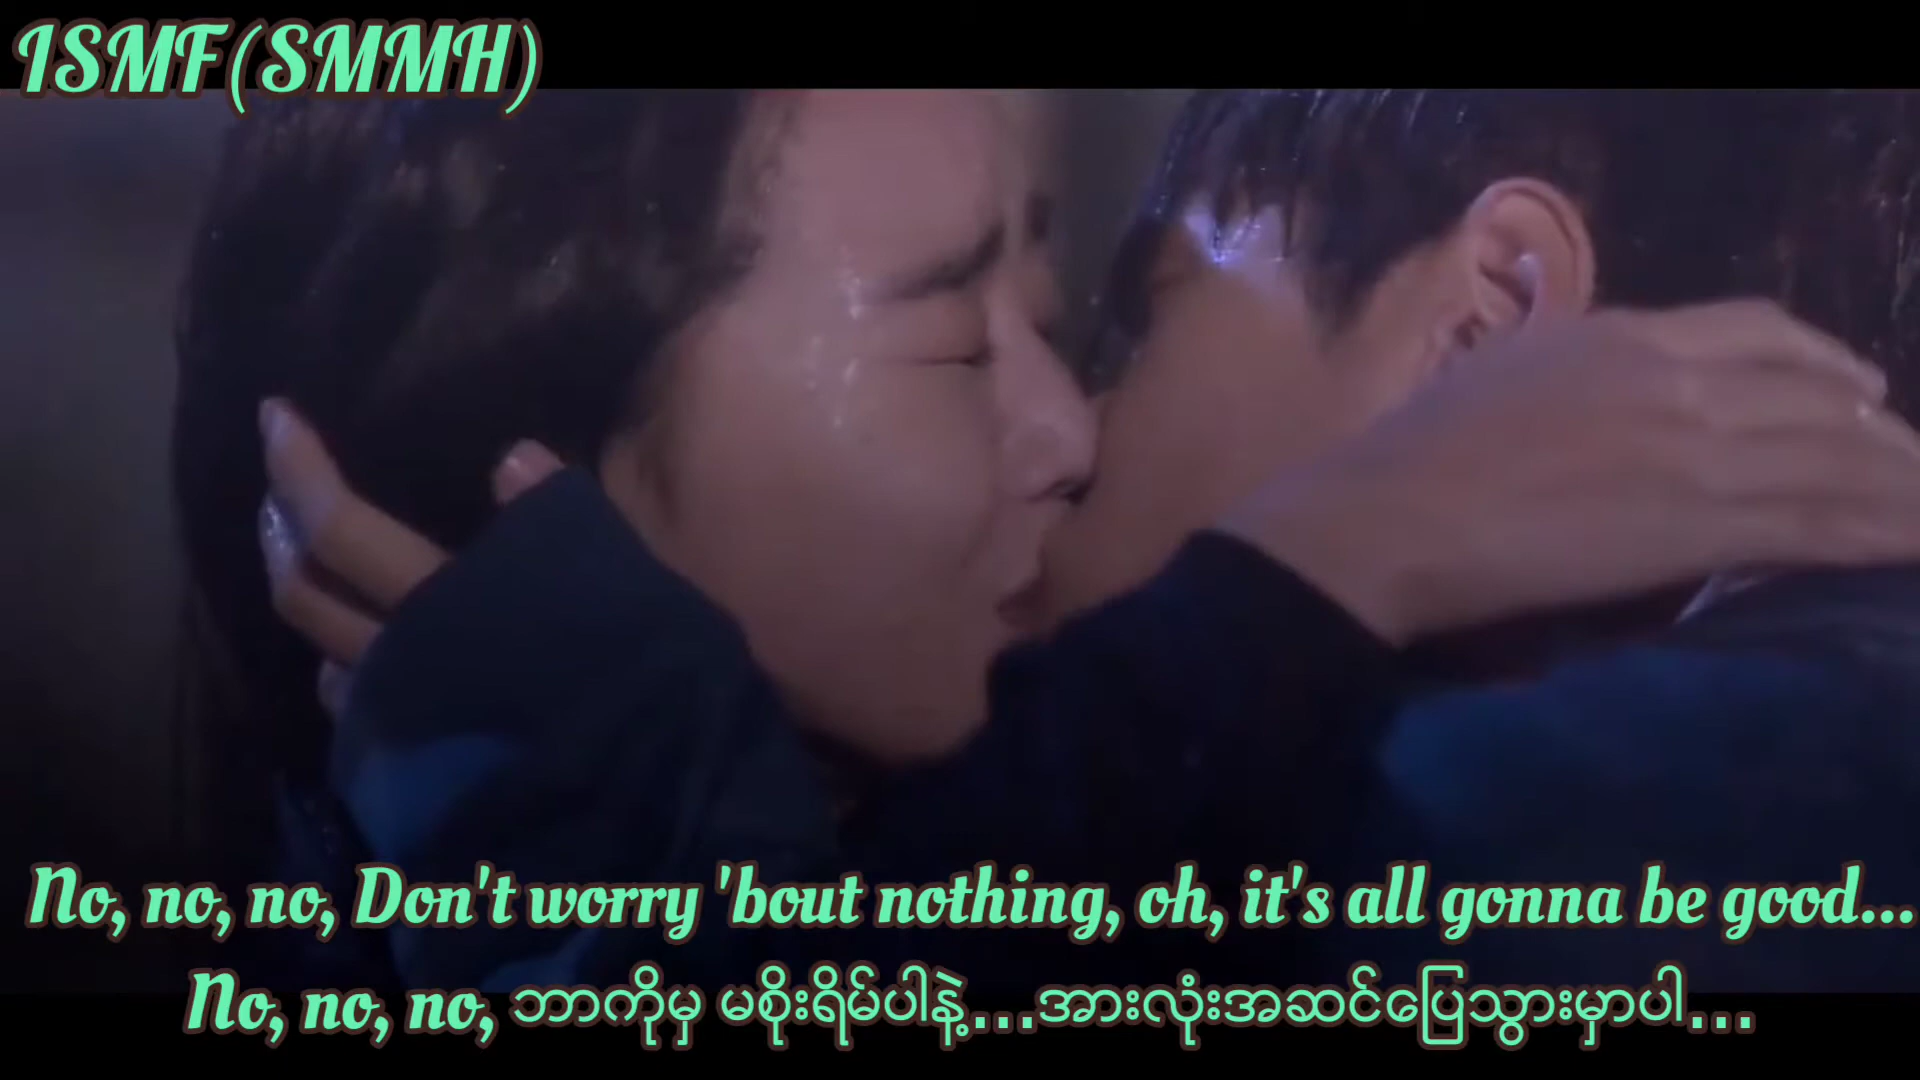 ISMF(SMMH)
No, no, no, Don't worry 'bout nothing, oh, it's all gonna be good...
No, no, no, ဘာကိုမှ မစိုးရိမ်ပါနဲ့...အားလုံးအဆင်ပြေသွားမှာပါ...